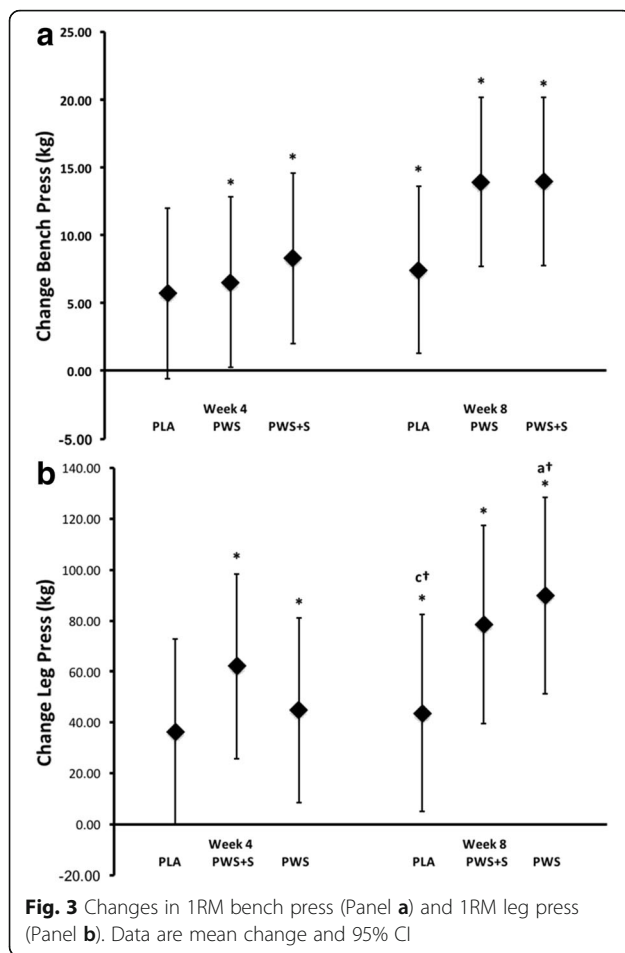 a
25.00
20.00
15.00
10.00
5.00
0.00
-5.00
Change Bench Press (kg)
* * * * *
Week 4 Week 8
PLA PWS PWS+S PLA PWS PWS+S
b
140.00
120.00
100.00
80.00
60.00
40.00
20.00
0.00
-20.00
Change Leg Press (kg)
* * c† * * a† *
Week 4 Week 8
PLA PWS+S PWS PLA PWS+S PWS
Fig. 3 Changes in 1RM bench press (Panel a) and 1RM leg press
(Panel b). Data are mean change and 95% CI